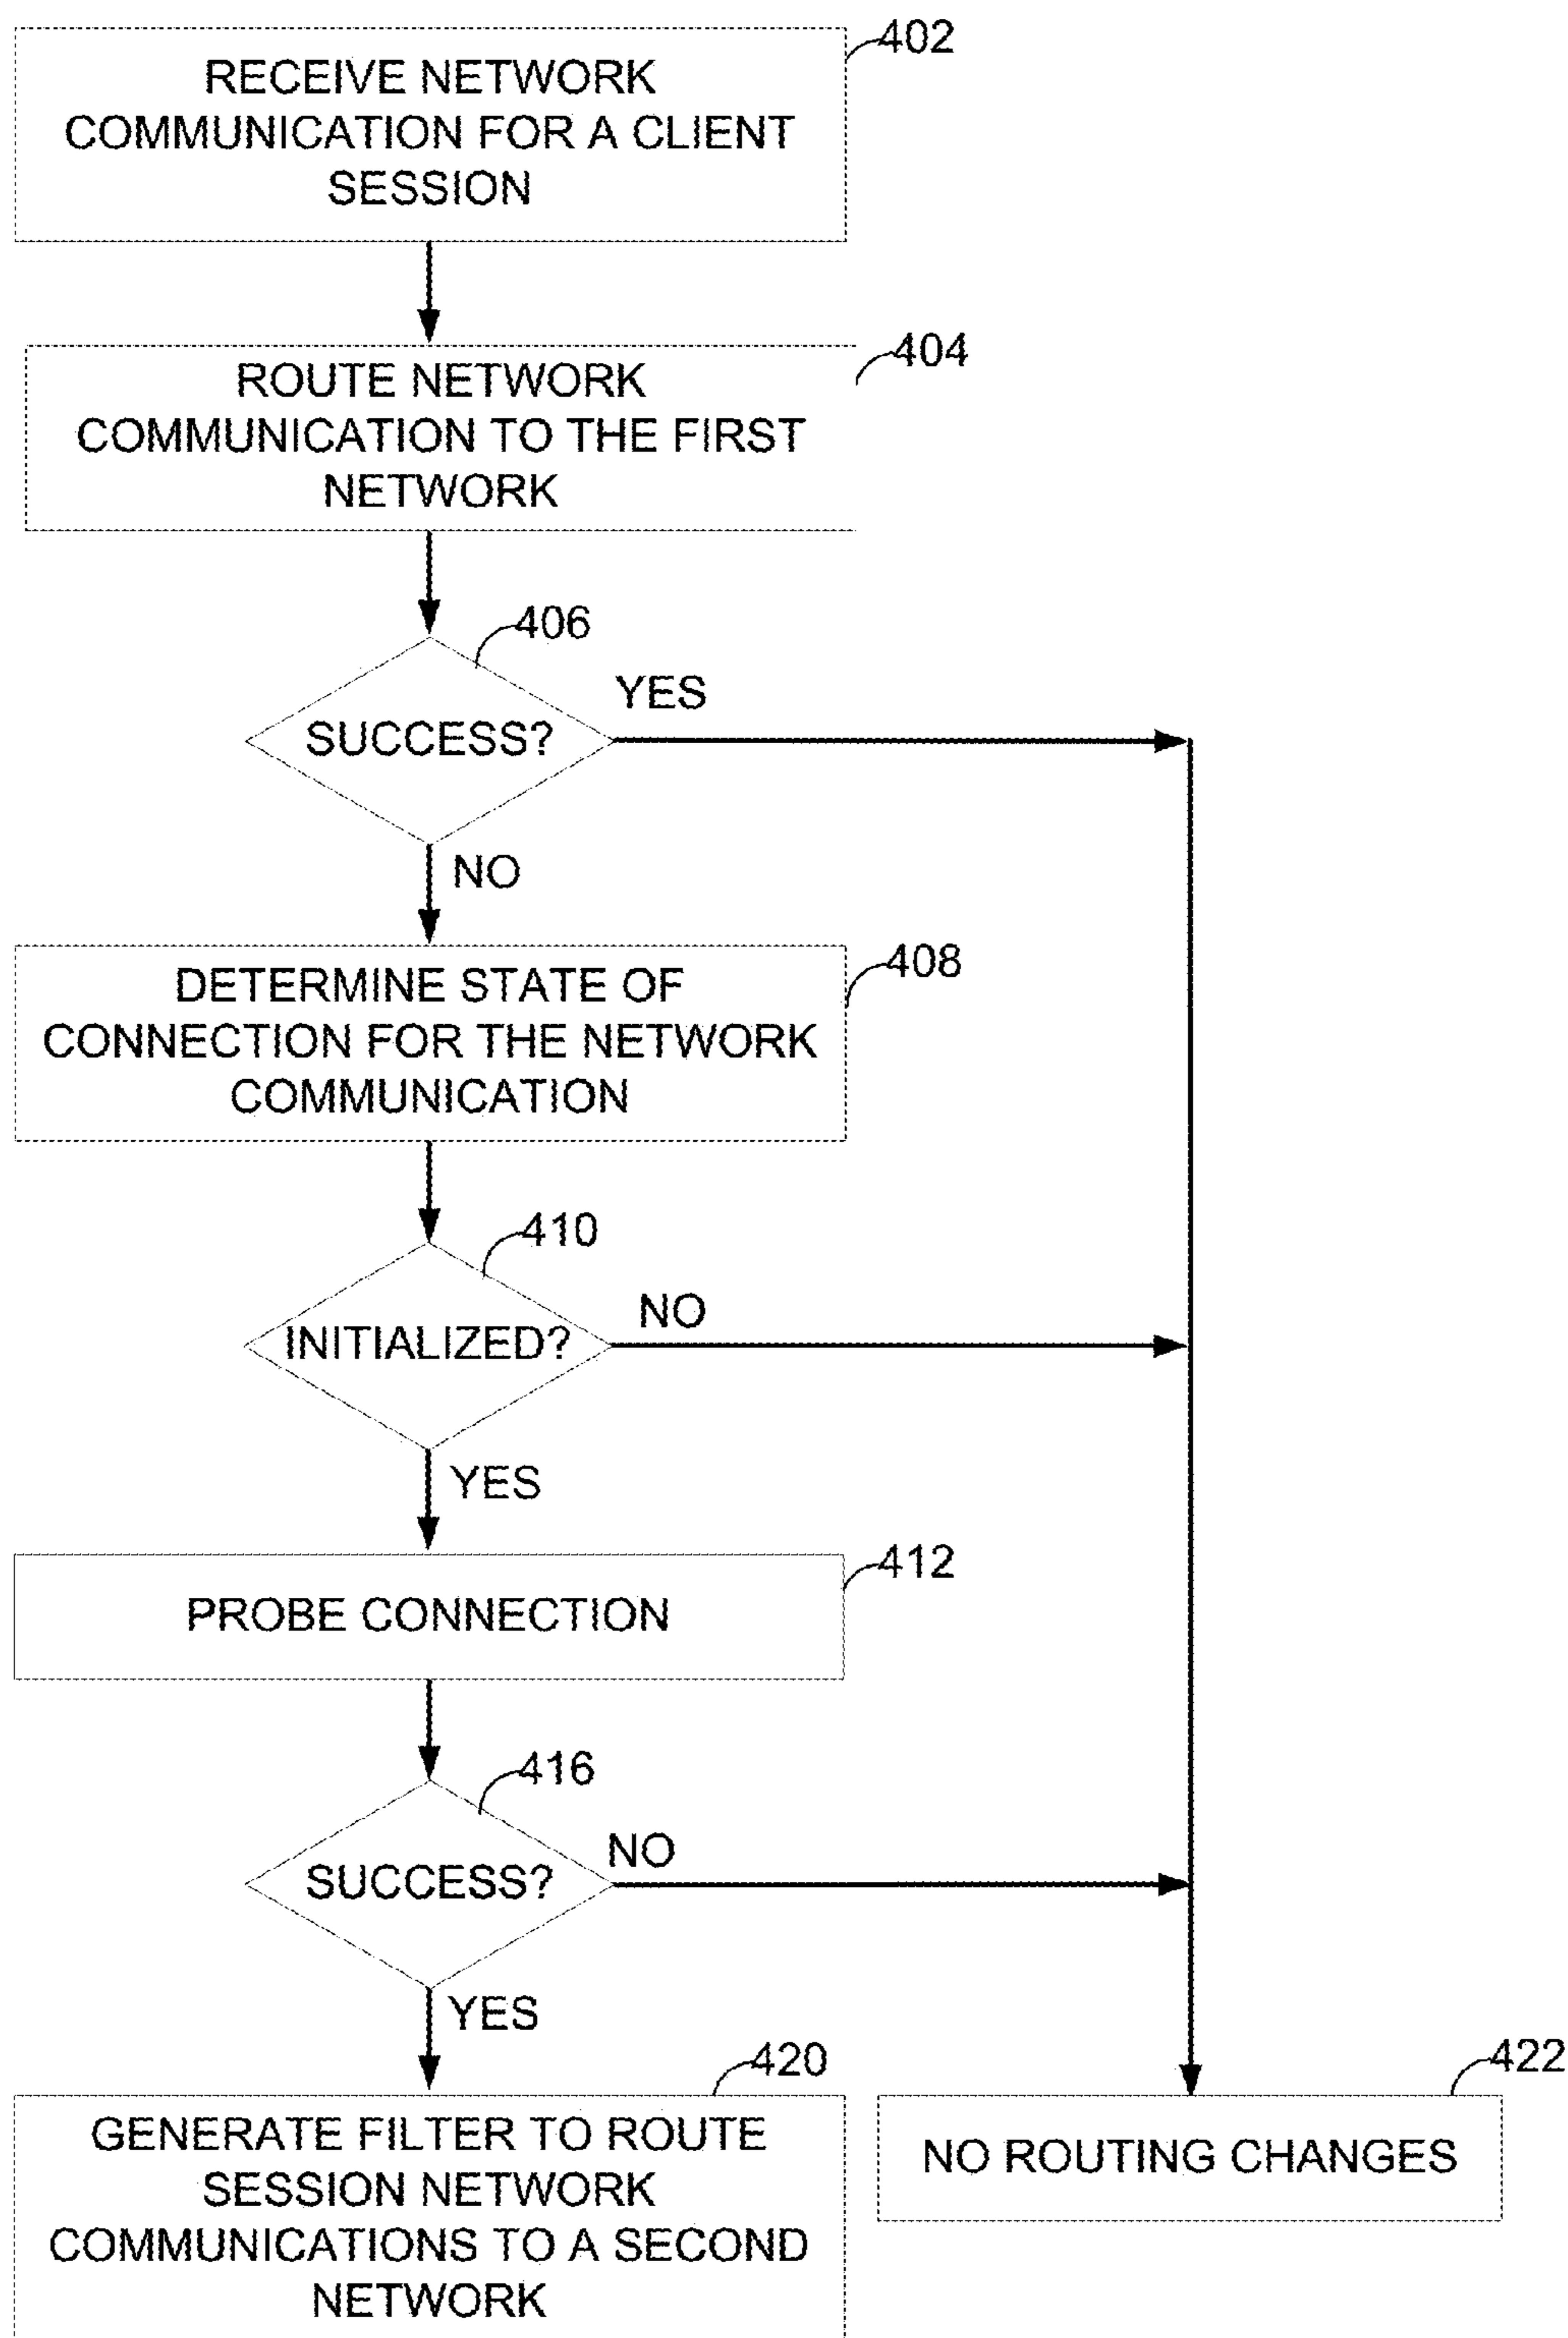 402
RECEIVE NETWORK
COMMUNICATION FOR A CLIENT
SESSION
404
ROUTE NETWORK
COMMUNICATION TO THE FIRST
NETWORK
406
YES
SUCCESS?
NO
408
DETERMINE STATE OF
CONNECTION FOR THE NETWORK
COMMUNICATION
410
NO
INITIALIZED?
YES
412
PROBE CONNECTION
416
NO
SUCCESS?
YES
420
GENERATE FILTER TO ROUTE
SESSION NETWORK
COMMUNICATIONS TO A SECOND
NETWORK
422
NO ROUTING CHANGES